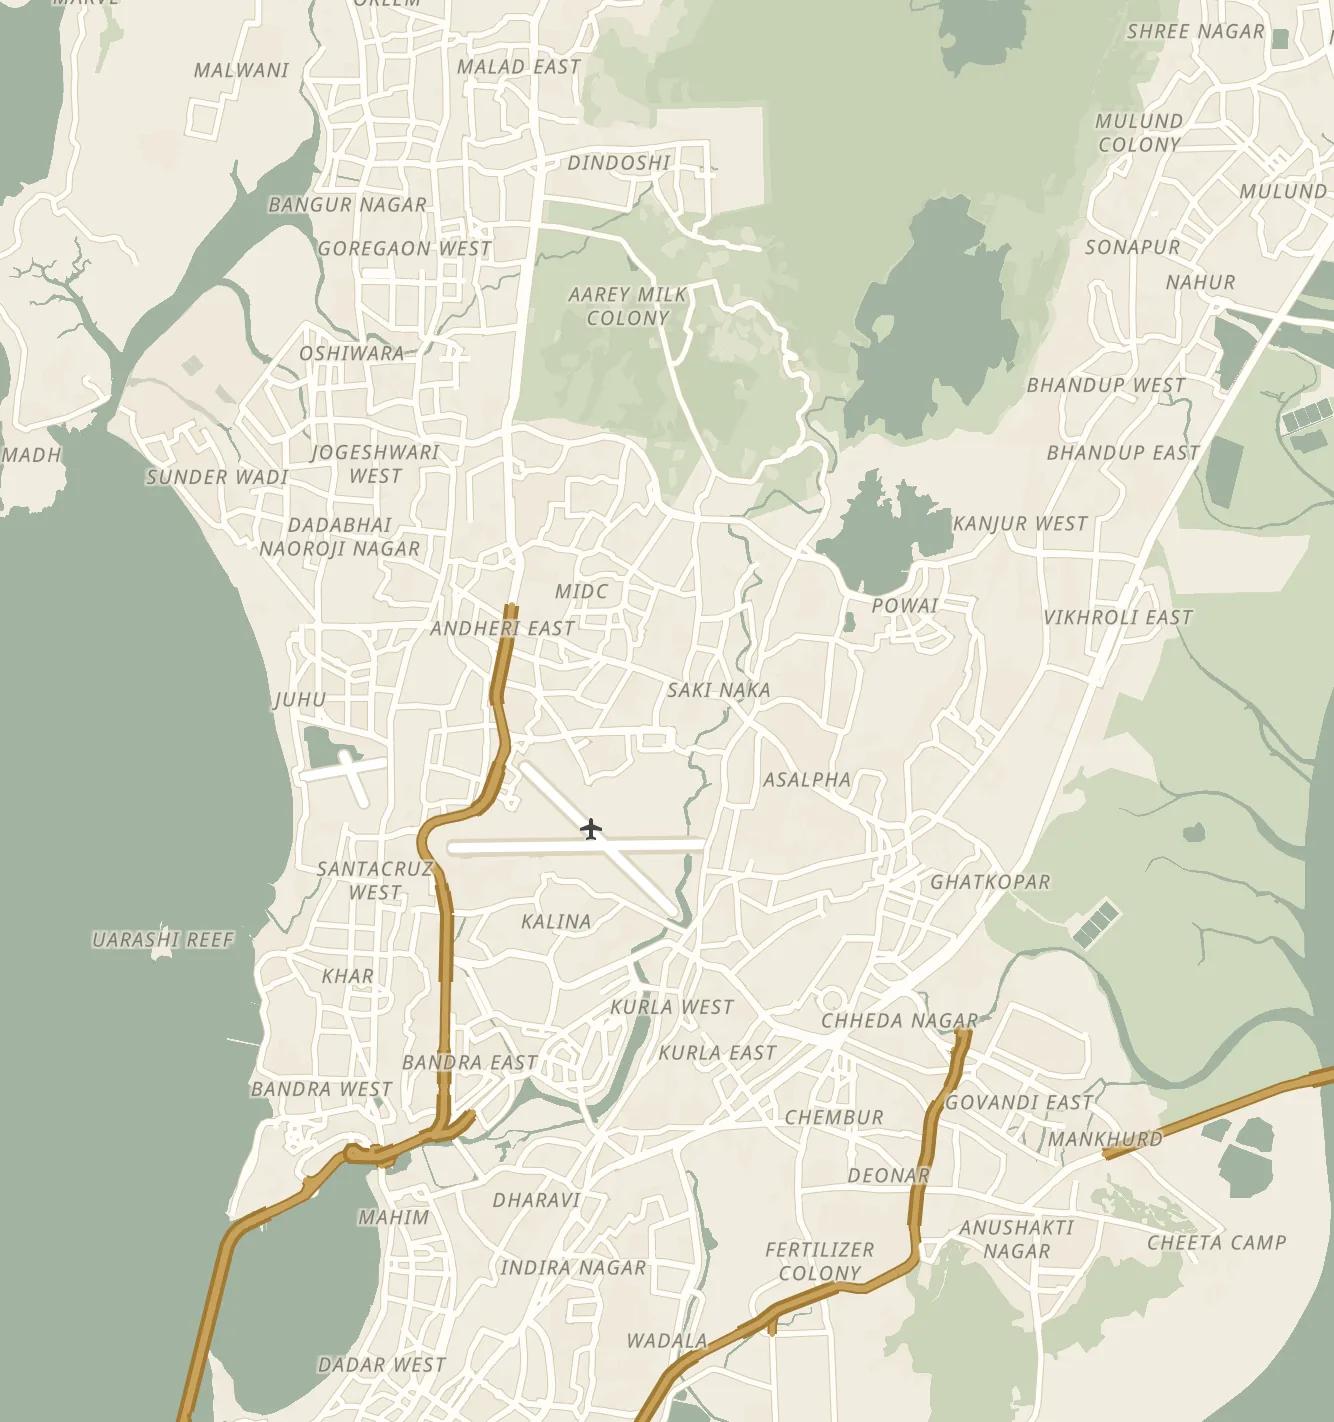 MARVE
ORLEM
SHREE NAGAR
MALWANI
MALAD EAST
MULUND
COLONY
DINDOSHI
MULUND
BANGUR NAGAR
GOREGAON WEST
SONAPUR
NAHUR
AAREY MILK
COLONY
OSHIWARA
BHANDUP WEST
MADH
JOGESHWARI
WEST
SUNDER WADI
BHANDUP EAST
DADABHAI
NAOROJI NAGAR
KANJUR WEST
MIDC
POWAI
ANDHERI EAST
VIKHROLI EAST
SAKI NAKA
JUHU
ASALPHA
SANTACRUZ
WEST
GHATKOPAR
KALINA
UARASHI REEF
KHAR
KURLA WEST
CHHEDA NAGAR
KURLA EAST
BANDRA EAST
BANDRA WEST
GOVANDI EAST
CHEMBUR
MANKHURD
DEONAR
DHARAVI
MAHIM
ANUSHAKTI
NAGAR
CHEETA CAMP
FERTILIZER
COLONY
INDIRA NAGAR
WADALA
DADAR WEST